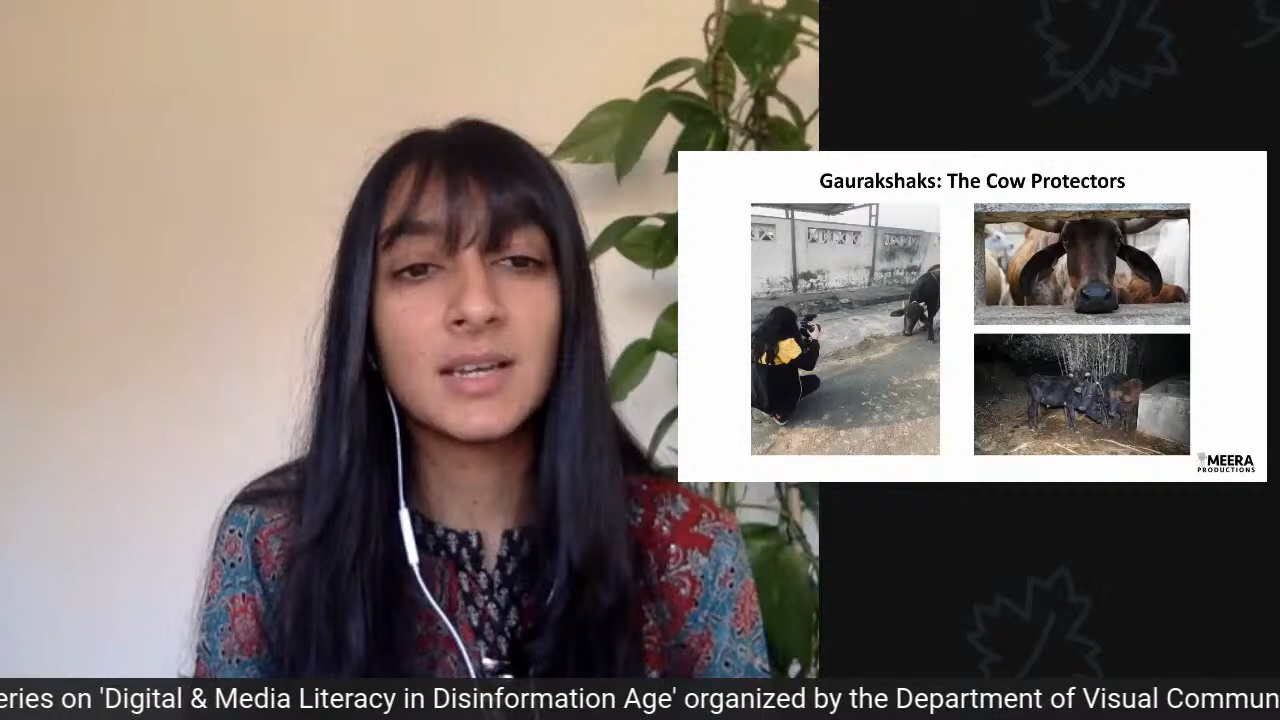 Gaurakshaks: The Cow Protectors
MEERA
PRODUCTIONS
eries on 'Digital & Media Literacy in Disinformation Age' organized by the Department of Visual Commun